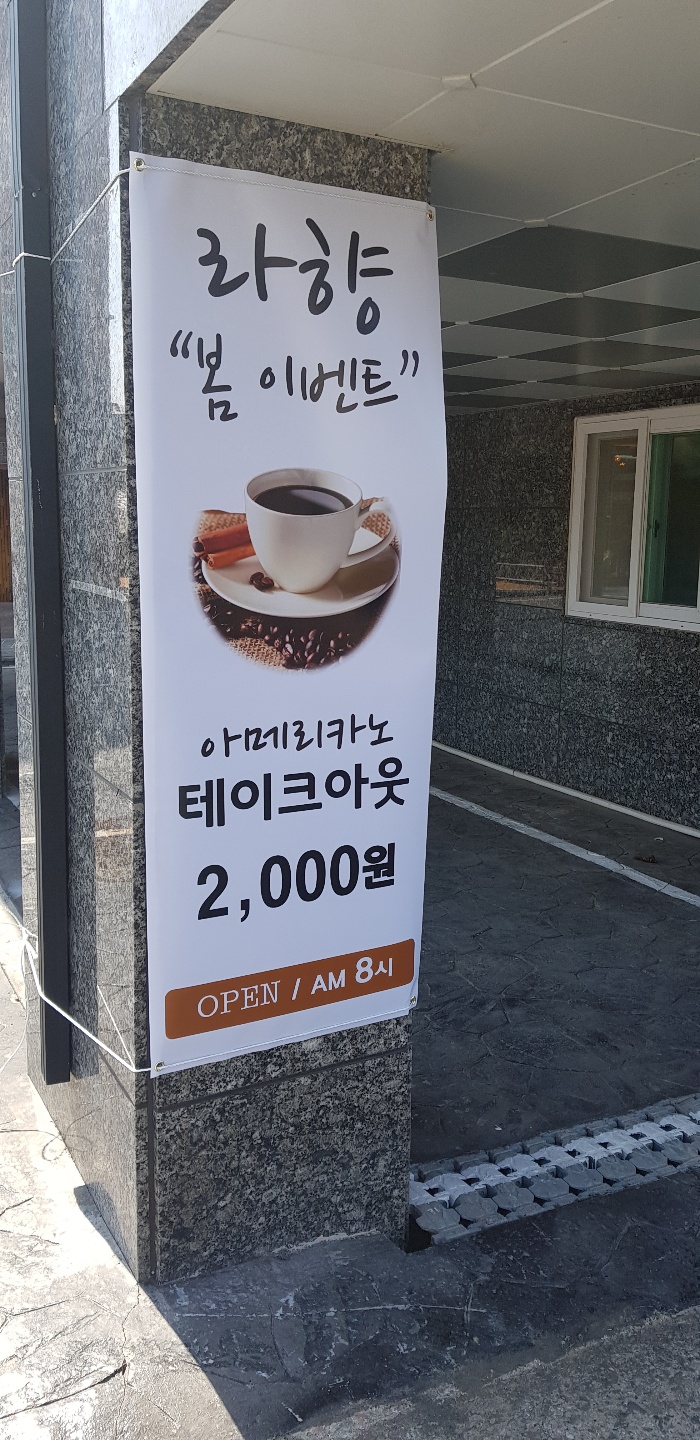 라향
“봄 이벤트”
아메리카노
테이크아웃
2,000원
OPEN / AM 8시